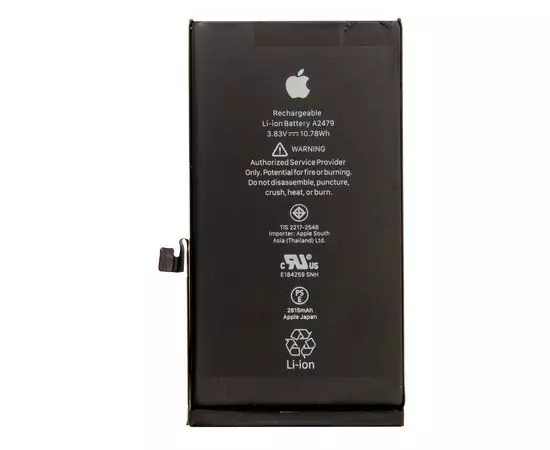 Rechargeable
Li-ion Battery A2479
3.83V⎓10.78Wh
WARNING
Authorized Service Provider
Only. Potential for fire or burning.
Do not disassemble, puncture,
crush, heat, or burn.
TIS 2217-2548
Importer: Apple South
Asia (Thailand) Ltd.
c RU US
E184259 SNH
PS
E
2815mAh
Apple Japan
Li-ion